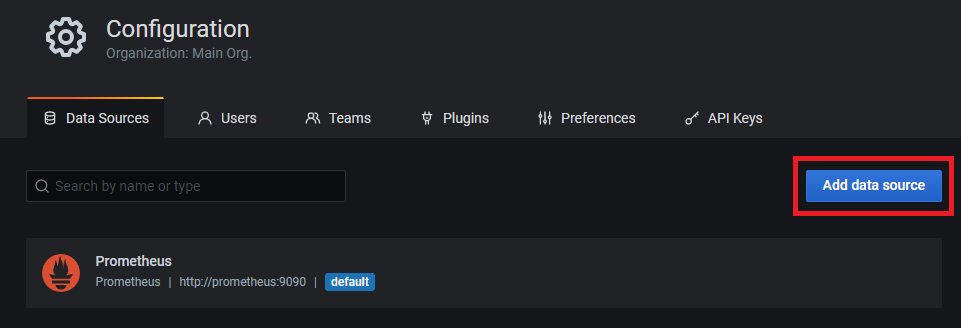 Configuration
Organization: Main Org.
Data Sources Users Teams Plugins Preferences API Keys
Search by name or type Add data source
Prometheus
Prometheus | http://prometheus:9090 | default